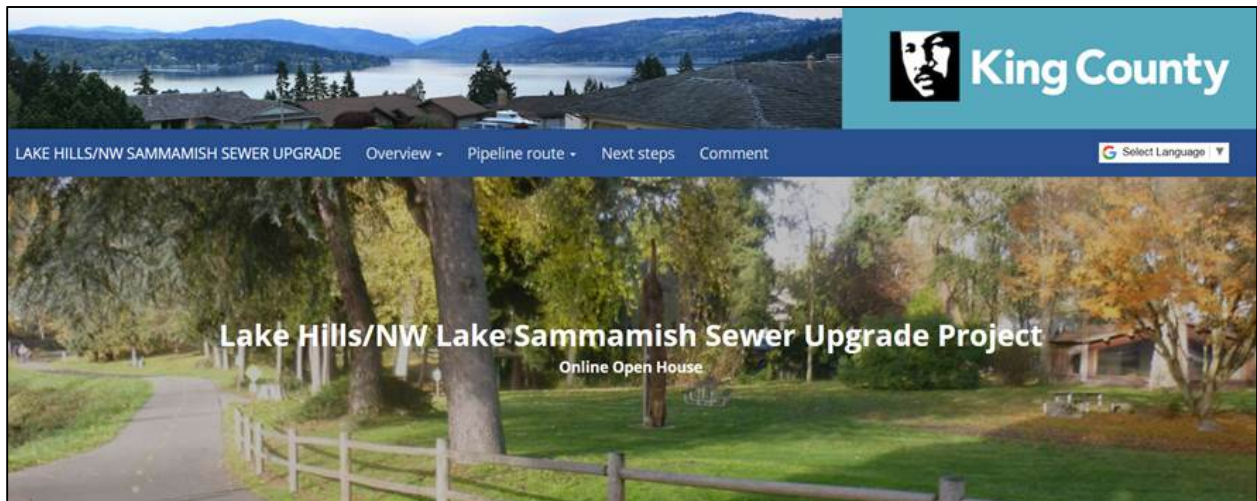 King County
LAKE HILLS/NW SAMMAMISH SEWER UPGRADE Overview Pipeline route Next steps Comment Select Language
Lake Hills/NW Lake Sammamish Sewer Upgrade Project
Online Open House